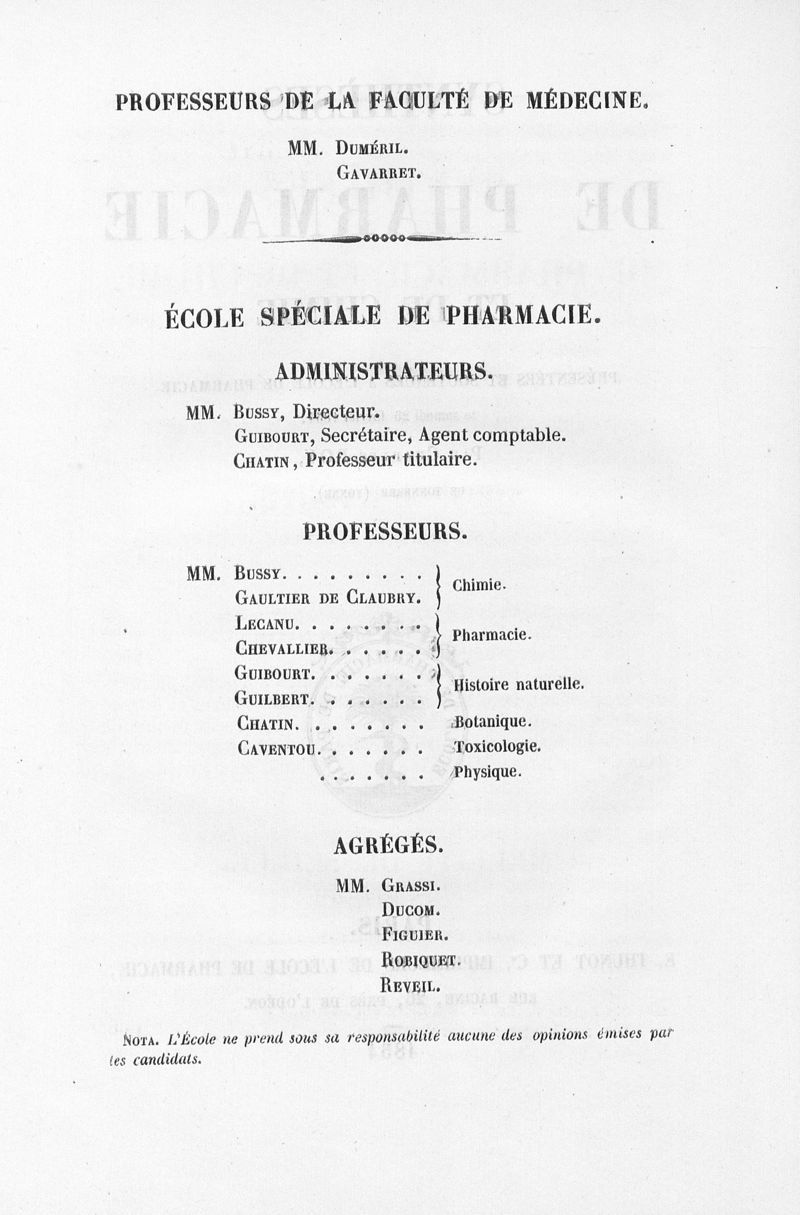 PROFESSEURS DE LA FACULTÉ DE MÉDECINE.
MM. DUMÉRIL.
GAVARRET.
ÉCOLE SPÉCIALE DE PHARMACIE.
ADMINISTRATEURS.
MM. BUSSY, Directeur.
GUIBOURT, Secrétaire, Agent comptable.
CHATIN, Professeur titulaire.
PROFESSEURS.
MM. BUSSY. . . . . . . . . .
GAULTIER DE CLAUBRY. } Chimie.
LECANU. . . . . . . .
CHEVALLIER. . . . . . } Pharmacie.
GUIBOURT. . . . . . .
GUILBERT. . . . . . . } Histoire naturelle.
CHATIN. . . . . . . . Botanique.
CAVENTOU. . . . . . . Toxicologie.
. . . . . . . Physique.
AGRÉGÉS.
MM. GRASSI.
DUCOM.
FIGUIER.
ROBIQUET.
REVEIL.
NOTA. L'École ne prend sous sa responsabilité aucune des opinions émises par
les candidats.